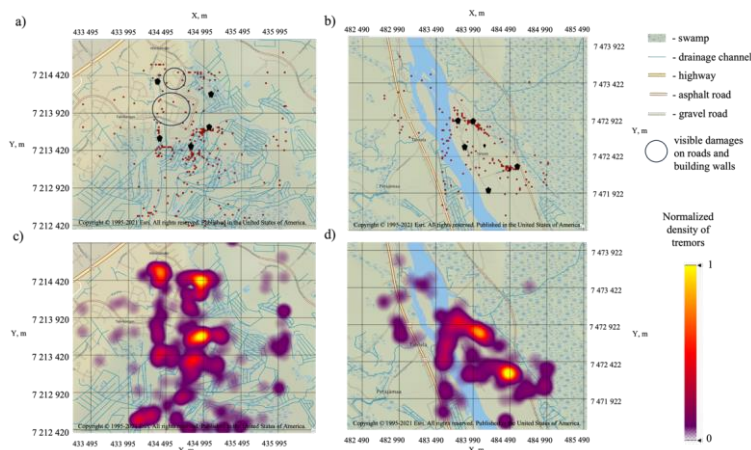 X, m
X, m
a)
433 495 433 995 434 495 434 995 435 495 435 995
b)
482 490 482 990 483 490 483 990 484 490 484 990 485 490
7 214 420
7 213 920
Y, m
7 213 420
7 212 920
7 212 420
7 473 922
7 473 422
7 472 922
Y, m
7 472 422
7 471 922
Copyright © 1995-2021 Esri. All rights reserved. Published in the United States of America.
Copyright © 1995-2021 Esri. All rights reserved. Published in the United States of America.
- swamp
- drainage channel
- highway
- asphalt road
- gravel road
visible damages
on roads and
building walls
c)
d)
7 214 420
7 213 920
Y, m
7 213 420
7 212 920
7 212 420
7 473 922
7 473 422
7 472 922
Y, m
7 472 422
7 471 922
Copyright © 1995-2021 Esri. All rights reserved. Published in the United States of America.
Copyright © 1995-2021 Esri. All rights reserved. Published in the United States of America.
433 495 433 995 434 495 434 995 435 495 435 995
482 490 482 990 483 490 483 990 484 490 484 990 485 490
X, m
Normalized
density of
tremors
1
0